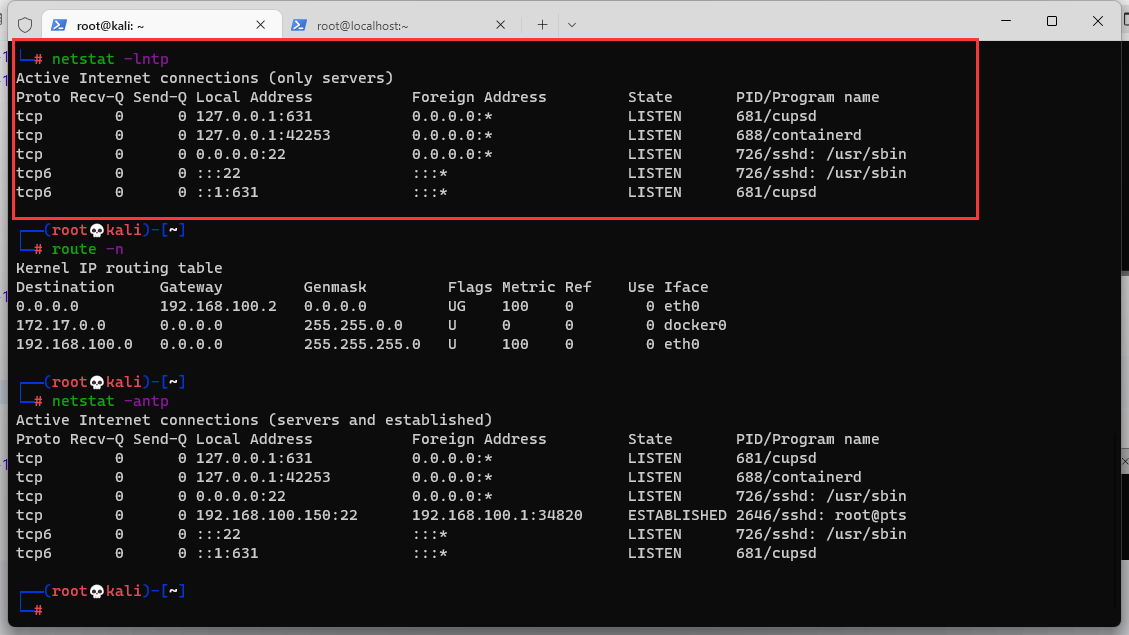 root@kali: ~
root@localhost:~
# netstat -lntp
Active Internet connections (only servers)
Proto Recv-Q Send-Q Local Address           Foreign Address         State       PID/Program name
tcp        0      0 127.0.0.1:631           0.0.0.0:*               LISTEN      681/cupsd
tcp        0      0 127.0.0.1:42253         0.0.0.0:*               LISTEN      688/containerd
tcp        0      0 0.0.0.0:22              0.0.0.0:*               LISTEN      726/sshd: /usr/sbin
tcp6       0      0 :::22                   :::*                    LISTEN      726/sshd: /usr/sbin
tcp6       0      0 ::1:631                 :::*                    LISTEN      681/cupsd
(root💀kali)-[~]
# route -n
Kernel IP routing table
Destination     Gateway         Genmask         Flags Metric Ref    Use Iface
0.0.0.0         192.168.100.2   0.0.0.0         UG    100    0        0 eth0
172.17.0.0      0.0.0.0         255.255.0.0     U     0      0        0 docker0
192.168.100.0   0.0.0.0         255.255.255.0   U     100    0        0 eth0
(root💀kali)-[~]
# netstat -antp
Active Internet connections (servers and established)
Proto Recv-Q Send-Q Local Address           Foreign Address         State       PID/Program name
tcp        0      0 127.0.0.1:631           0.0.0.0:*               LISTEN      681/cupsd
tcp        0      0 127.0.0.1:42253         0.0.0.0:*               LISTEN      688/containerd
tcp        0      0 0.0.0.0:22              0.0.0.0:*               LISTEN      726/sshd: /usr/sbin
tcp        0      0 192.168.100.150:22      192.168.100.1:34820     ESTABLISHED 2646/sshd: root@pts
tcp6       0      0 :::22                   :::*                    LISTEN      726/sshd: /usr/sbin
tcp6       0      0 ::1:631                 :::*                    LISTEN      681/cupsd
(root💀kali)-[~]
#